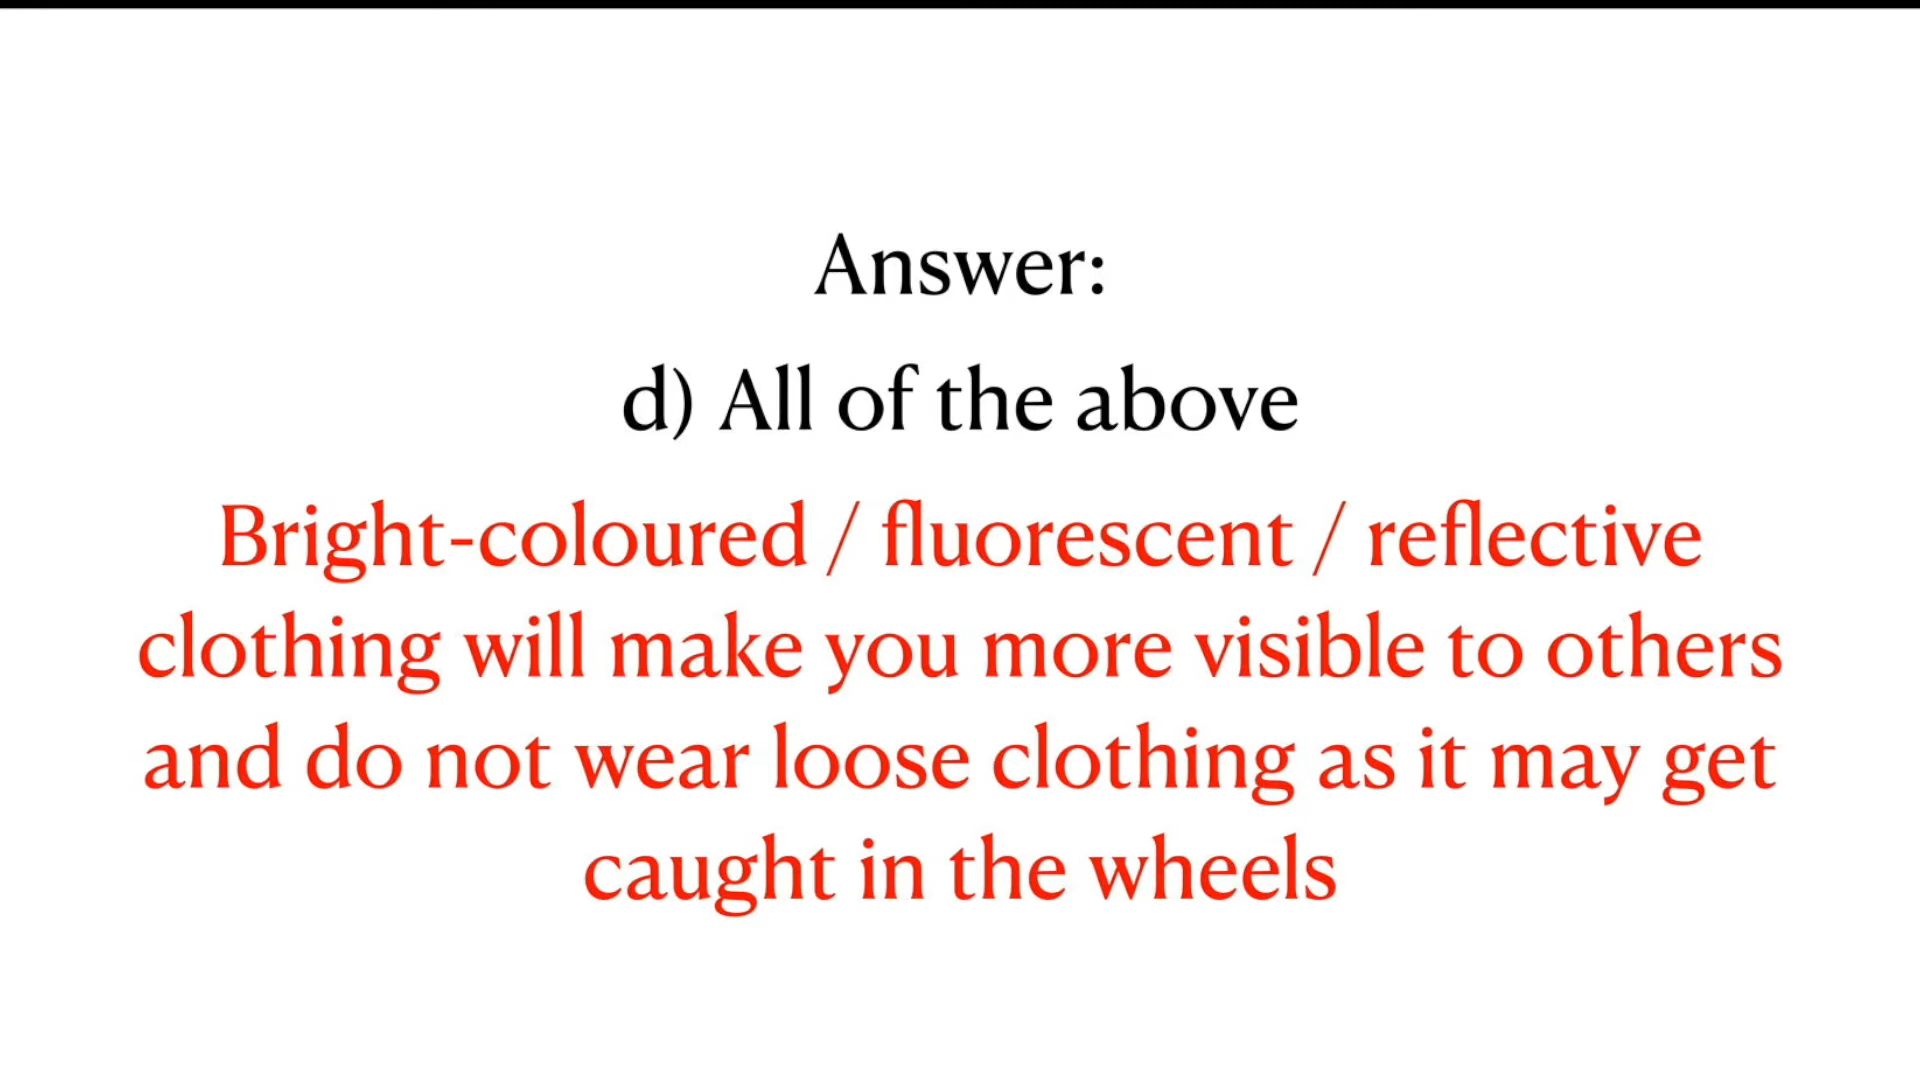 Answer:
d) All of the above
Bright-coloured / fluorescent / reflective
clothing will make you more visible to others
and do not wear loose clothing as it may get
caught in the wheels